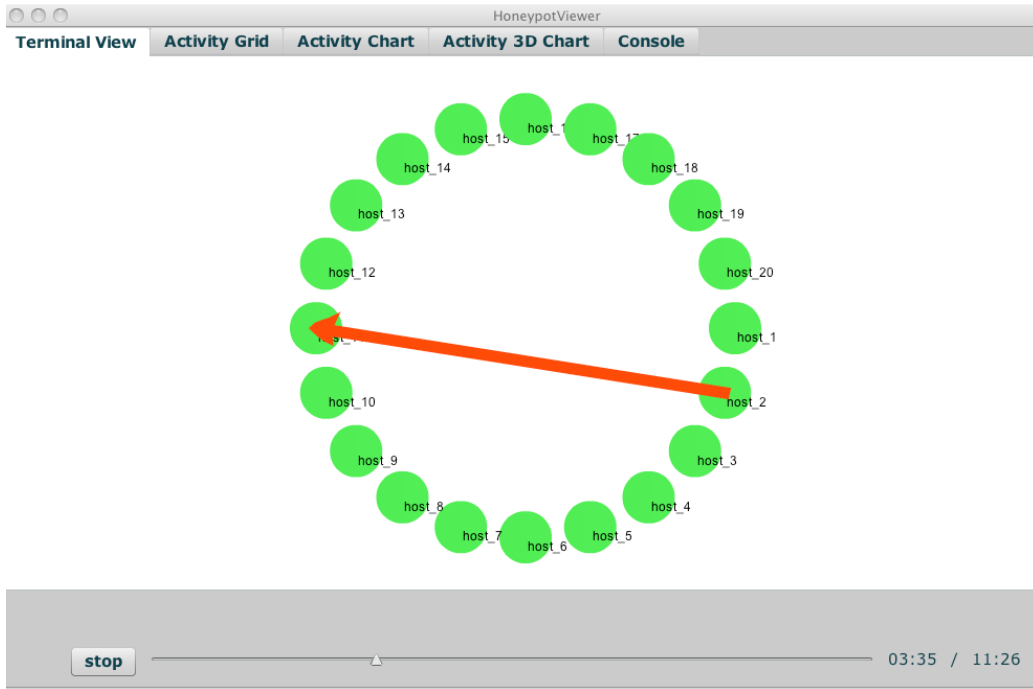 HoneypotViewer
Terminal View Activity Grid Activity Chart Activity 3D Chart Console
host_15
host_1
host_17
host_14
host_18
host_13
host_19
host_12
host_20
host_1
host_10
host_2
host_9
host_3
host_8
host_4
host_7
host_6
host_5
stop 03:35 / 11:26